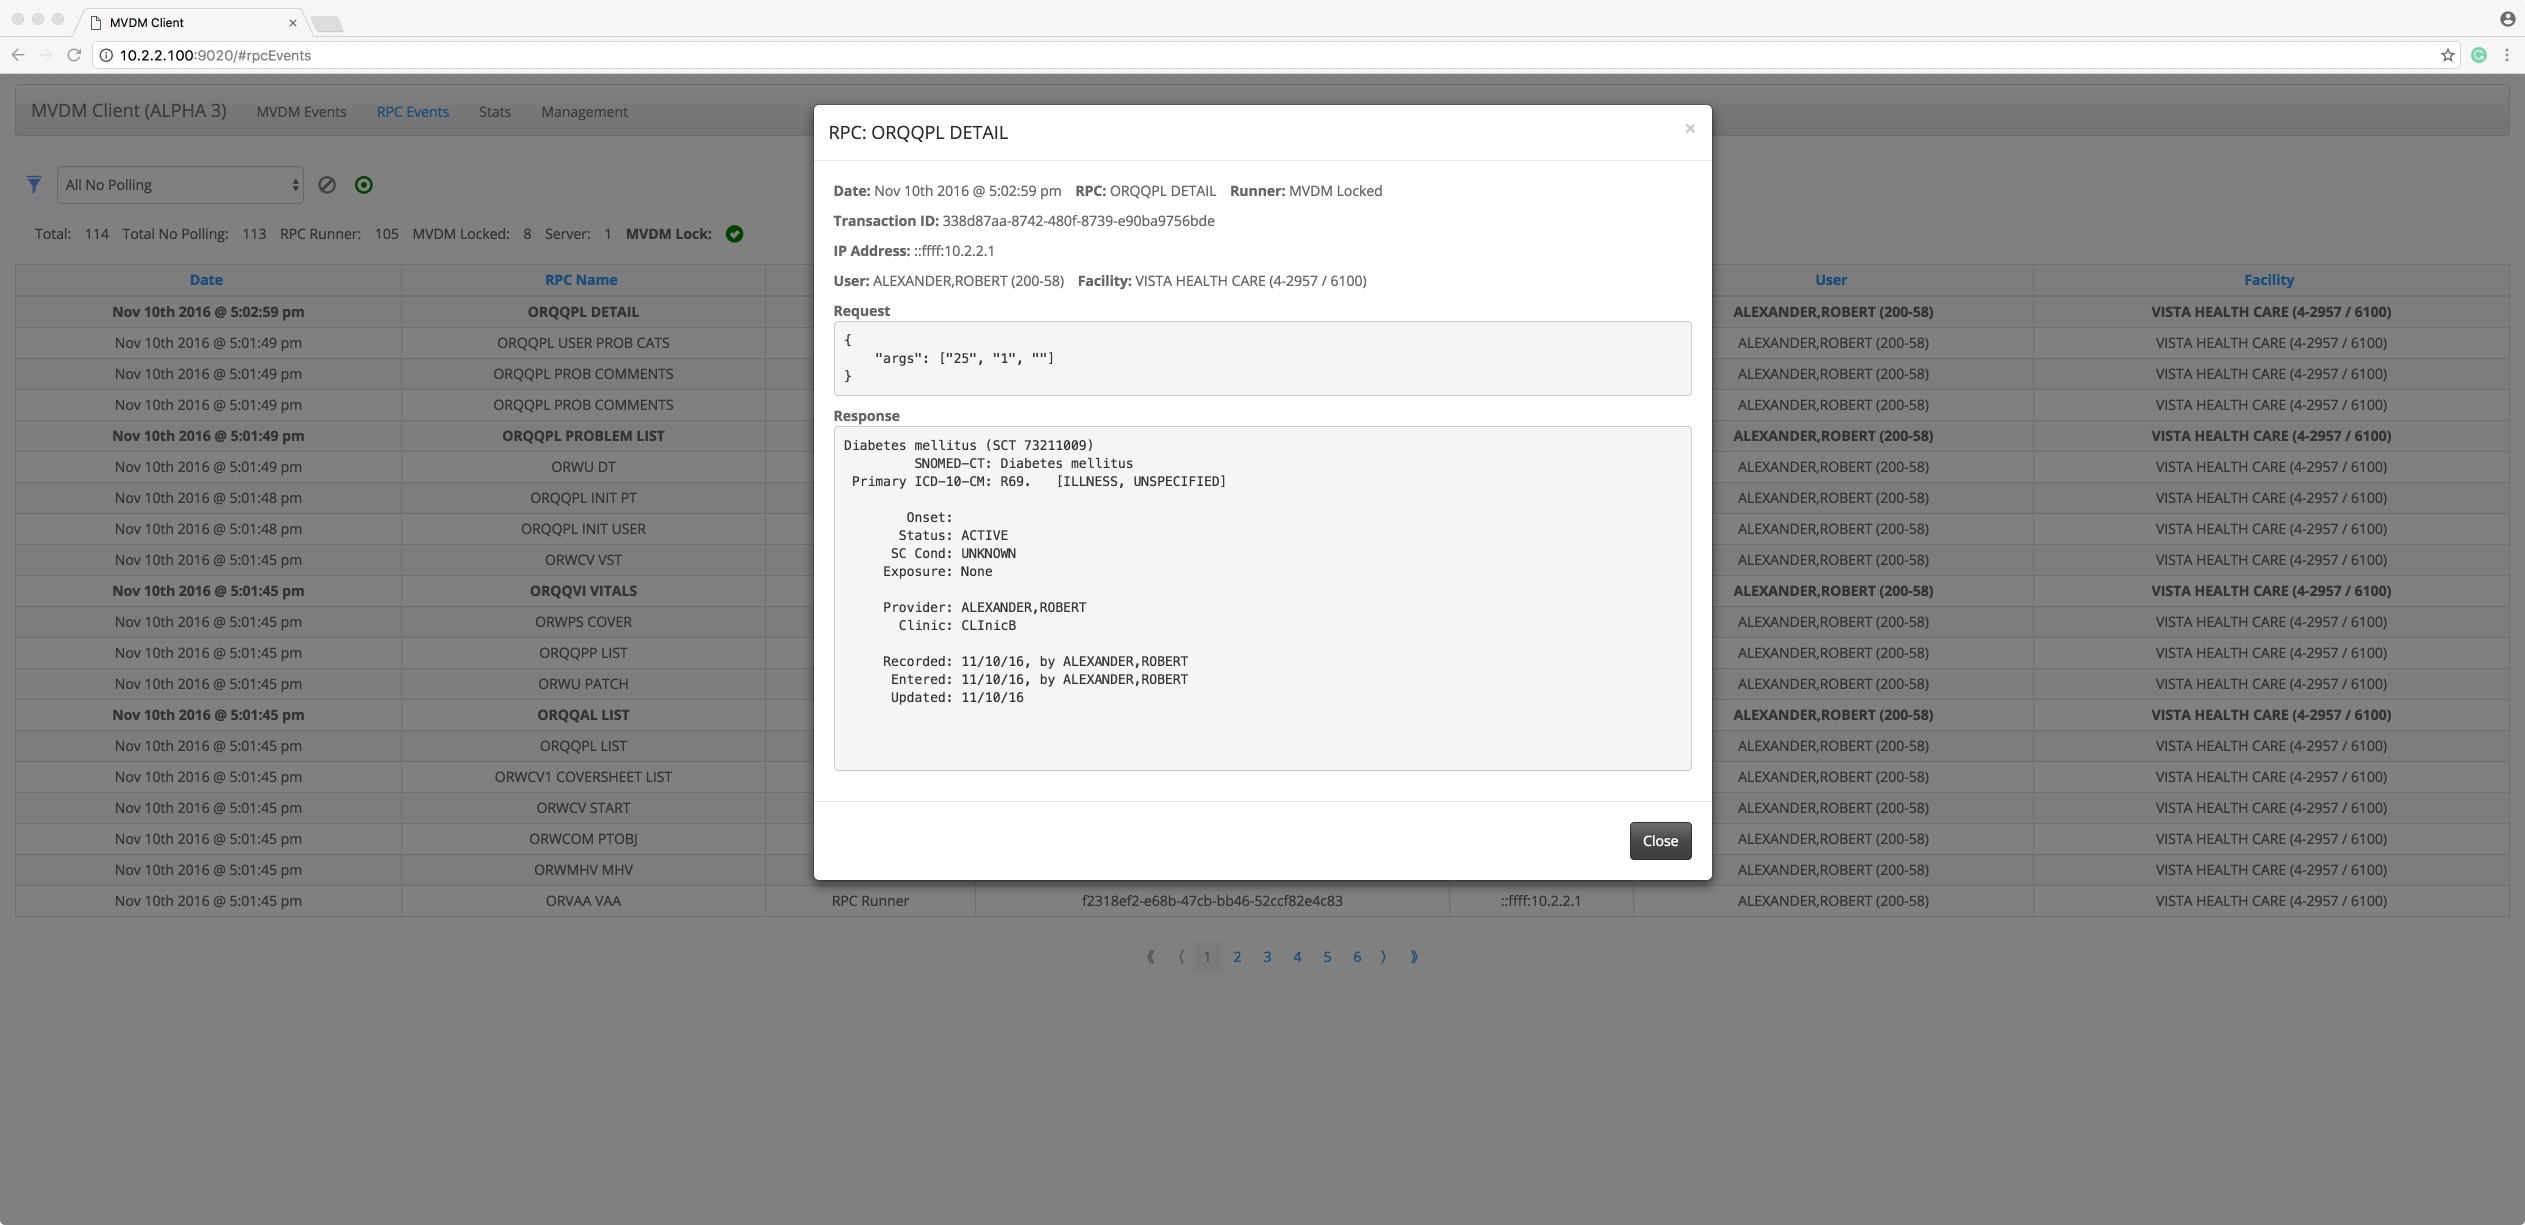 MVDM Client
10.2.2.100:9020/#rpcEvents
MVDM Client (ALPHA 3) MVDM Events RPC Events Stats Management
All No Polling
Total: 114 Total No Polling: 113 RPC Runner: 105 MVDM Locked: 8 Server: 1 MVDM Lock:
Date RPC Name User Facility
Nov 10th 2016 @ 5:02:59 pm ORQQPL DETAIL ALEXANDER,ROBERT (200-58) VISTA HEALTH CARE (4-2957 / 6100)
Nov 10th 2016 @ 5:01:49 pm ORQQPL USER PROB CATS ALEXANDER,ROBERT (200-58) VISTA HEALTH CARE (4-2957 / 6100)
Nov 10th 2016 @ 5:01:49 pm ORQQPL PROB COMMENTS ALEXANDER,ROBERT (200-58) VISTA HEALTH CARE (4-2957 / 6100)
Nov 10th 2016 @ 5:01:49 pm ORQQPL PROB COMMENTS ALEXANDER,ROBERT (200-58) VISTA HEALTH CARE (4-2957 / 6100)
Nov 10th 2016 @ 5:01:49 pm ORQQPL PROBLEM LIST ALEXANDER,ROBERT (200-58) VISTA HEALTH CARE (4-2957 / 6100)
Nov 10th 2016 @ 5:01:49 pm ORWU DT ALEXANDER,ROBERT (200-58) VISTA HEALTH CARE (4-2957 / 6100)
Nov 10th 2016 @ 5:01:48 pm ORQQPL INIT PT ALEXANDER,ROBERT (200-58) VISTA HEALTH CARE (4-2957 / 6100)
Nov 10th 2016 @ 5:01:48 pm ORQQPL INIT USER ALEXANDER,ROBERT (200-58) VISTA HEALTH CARE (4-2957 / 6100)
Nov 10th 2016 @ 5:01:45 pm ORWCV VST ALEXANDER,ROBERT (200-58) VISTA HEALTH CARE (4-2957 / 6100)
Nov 10th 2016 @ 5:01:45 pm ORQQVI VITALS ALEXANDER,ROBERT (200-58) VISTA HEALTH CARE (4-2957 / 6100)
Nov 10th 2016 @ 5:01:45 pm ORWPS COVER ALEXANDER,ROBERT (200-58) VISTA HEALTH CARE (4-2957 / 6100)
Nov 10th 2016 @ 5:01:45 pm ORQQPP LIST ALEXANDER,ROBERT (200-58) VISTA HEALTH CARE (4-2957 / 6100)
Nov 10th 2016 @ 5:01:45 pm ORWU PATCH ALEXANDER,ROBERT (200-58) VISTA HEALTH CARE (4-2957 / 6100)
Nov 10th 2016 @ 5:01:45 pm ORQQAL LIST ALEXANDER,ROBERT (200-58) VISTA HEALTH CARE (4-2957 / 6100)
Nov 10th 2016 @ 5:01:45 pm ORQQPL LIST ALEXANDER,ROBERT (200-58) VISTA HEALTH CARE (4-2957 / 6100)
Nov 10th 2016 @ 5:01:45 pm ORWCV1 COVERSHEET LIST ALEXANDER,ROBERT (200-58) VISTA HEALTH CARE (4-2957 / 6100)
Nov 10th 2016 @ 5:01:45 pm ORWCV START ALEXANDER,ROBERT (200-58) VISTA HEALTH CARE (4-2957 / 6100)
Nov 10th 2016 @ 5:01:45 pm ORWCOM PTOBJ ALEXANDER,ROBERT (200-58) VISTA HEALTH CARE (4-2957 / 6100)
Nov 10th 2016 @ 5:01:45 pm ORWMHV MHV ALEXANDER,ROBERT (200-58) VISTA HEALTH CARE (4-2957 / 6100)
Nov 10th 2016 @ 5:01:45 pm ORVAA VAA RPC Runner f2318ef2-e68b-47cb-bb46-52ccf82e4c83 ::ffff:10.2.2.1 ALEXANDER,ROBERT (200-58) VISTA HEALTH CARE (4-2957 / 6100)
⟪ ⟨ 1 2 3 4 5 6 ⟩ ⟫
RPC: ORQQPL DETAIL ×
Date: Nov 10th 2016 @ 5:02:59 pm RPC: ORQQPL DETAIL Runner: MVDM Locked
Transaction ID: 338d87aa-8742-480f-8739-e90ba9756bde
IP Address: ::ffff:10.2.2.1
User: ALEXANDER,ROBERT (200-58) Facility: VISTA HEALTH CARE (4-2957 / 6100)
Request
{
"args": ["25", "1", ""]
}
Response
Diabetes mellitus (SCT 73211009)
SNOMED-CT: Diabetes mellitus
Primary ICD-10-CM: R69. [ILLNESS, UNSPECIFIED]
Onset:
Status: ACTIVE
SC Cond: UNKNOWN
Exposure: None
Provider: ALEXANDER,ROBERT
Clinic: CLInicB
Recorded: 11/10/16, by ALEXANDER,ROBERT
Entered: 11/10/16, by ALEXANDER,ROBERT
Updated: 11/10/16
Close